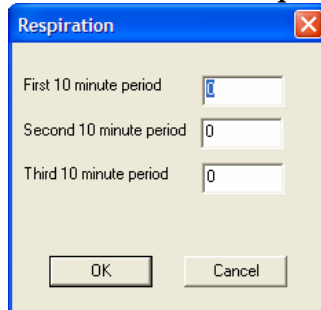 Respiration
First 10 minute period 0
Second 10 minute period 0
Third 10 minute period 0
OK Cancel